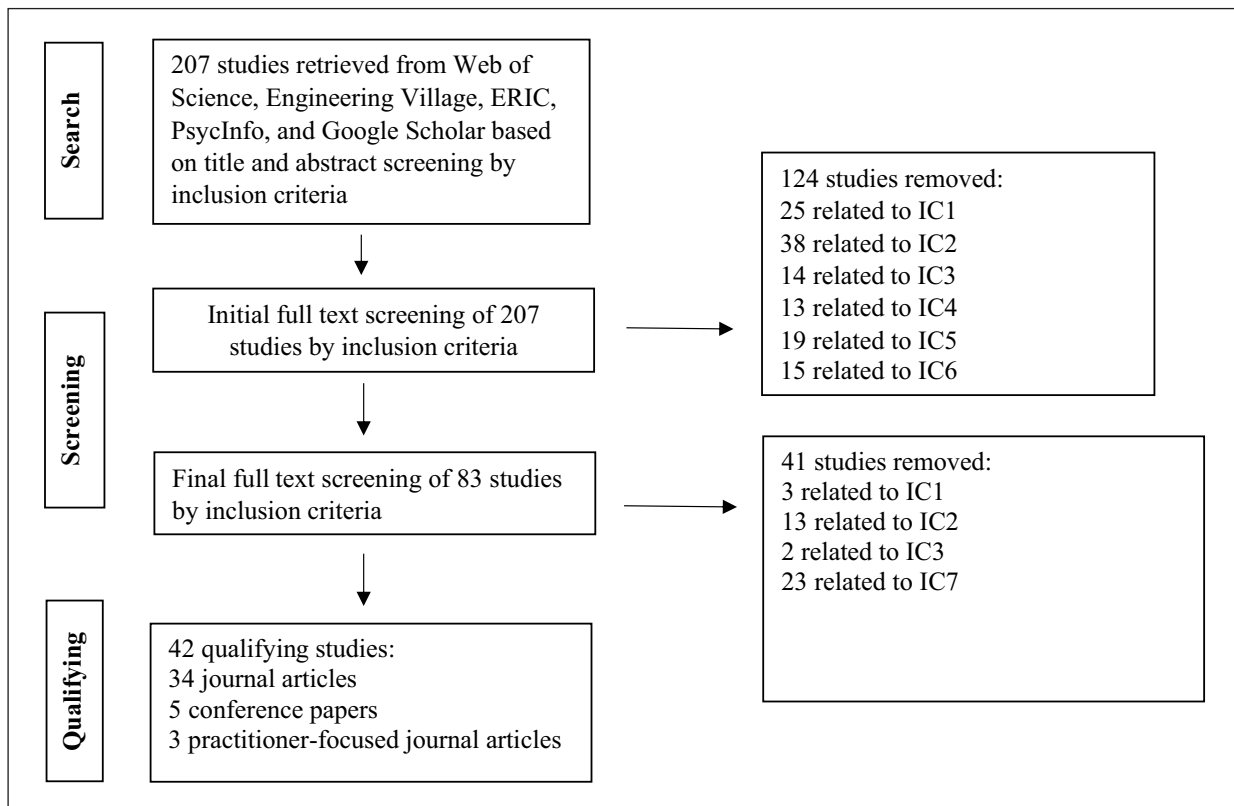 Search
207 studies retrieved from Web of
Science, Engineering Village, ERIC,
PsycInfo, and Google Scholar based
on title and abstract screening by
inclusion criteria
124 studies removed:
25 related to IC1
38 related to IC2
14 related to IC3
13 related to IC4
19 related to IC5
15 related to IC6
Screening
Initial full text screening of 207
studies by inclusion criteria
Final full text screening of 83 studies
by inclusion criteria
41 studies removed:
3 related to IC1
13 related to IC2
2 related to IC3
23 related to IC7
Qualifying
42 qualifying studies:
34 journal articles
5 conference papers
3 practitioner-focused journal articles